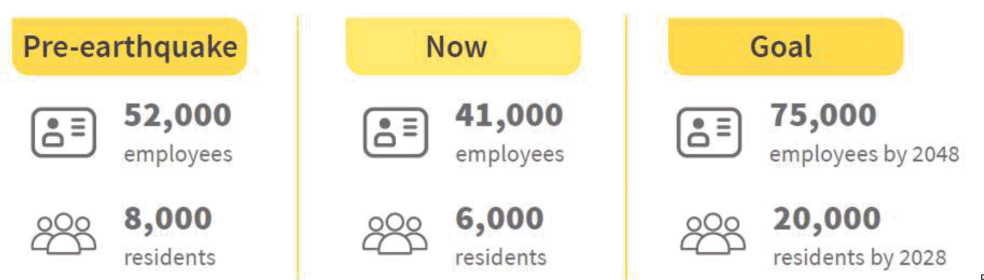 Pre-earthquake
52,000
employees
8,000
residents
Now
41,000
employees
6,000
residents
Goal
75,000
employees by 2048
20,000
residents by 2028